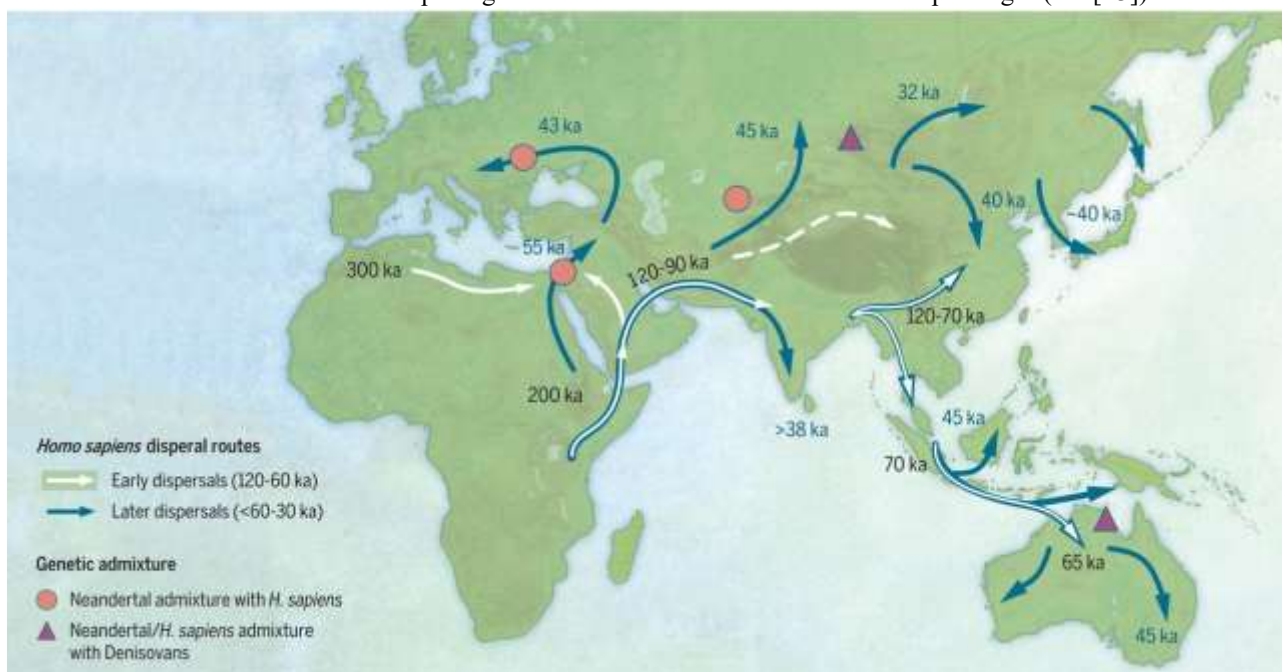 43 ka
32 ka
45 ka
40 ka
~40 ka
~55 ka
300 ka
120-90 ka
120-70 ka
200 ka
>38 ka
45 ka
70 ka
65 ka
45 ka
Homo sapiens disperal routes
Early dispersals (120-60 ka)
Later dispersals (<60-30 ka)
Genetic admixture
Neandertal admixture with H. sapiens
Neandertal/H. sapiens admixture
with Denisovans